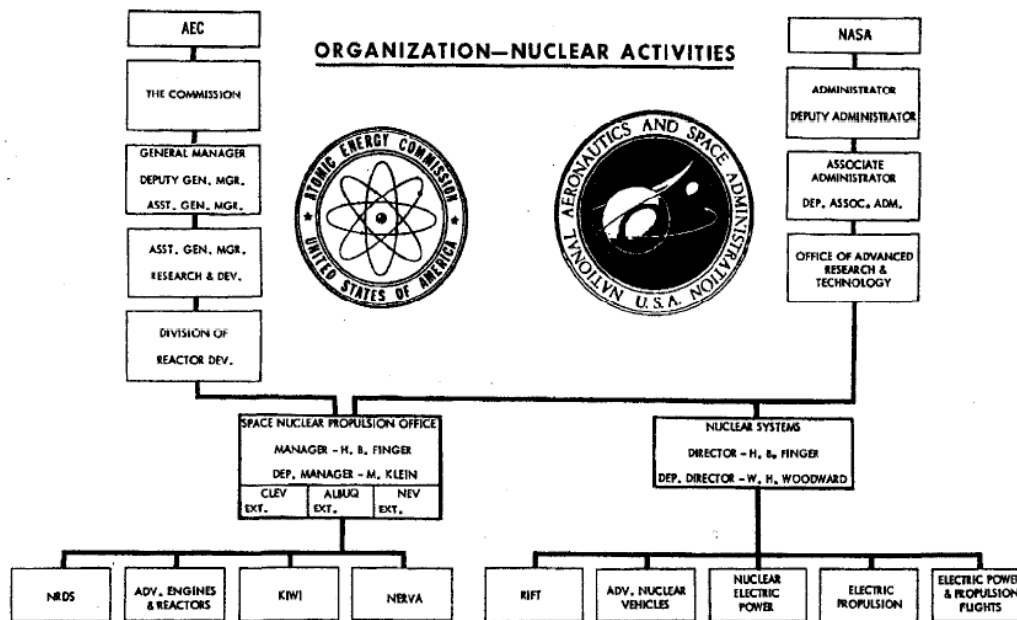 AEC
ORGANIZATION—NUCLEAR ACTIVITIES
NASA
THE COMMISSION
ADMINISTRATOR
DEPUTY ADMINISTRATOR
GENERAL MANAGER
DEPUTY GEN. MGR.
ASST. GEN. MGR.
ATOMIC ENERGY COMMISSION
UNITED STATES OF AMERICA
NATIONAL AERONAUTICS AND SPACE ADMINISTRATION
U.S.A.
ASSOCIATE
ADMINISTRATOR
DEP. ASSOC. ADM.
ASST. GEN. MGR.
RESEARCH & DEV.
OFFICE OF ADVANCED
RESEARCH &
TECHNOLOGY
DIVISION OF
REACTOR DEV.
SPACE NUCLEAR PROPULSION OFFICE
MANAGER - H. B. FINGER
DEP. MANAGER - M. KLEIN
CLEV
EXT.
ALBUQ
EXT.
NEV
EXT.
NUCLEAR SYSTEMS
DIRECTOR - H. B. FINGER
DEP. DIRECTOR - W. H. WOODWARD
NRDS
ADV. ENGINES
& REACTORS
KIWI
NERVA
RIFT
ADV. NUCLEAR
VEHICLES
NUCLEAR
ELECTRIC
POWER
ELECTRIC
PROPULSION
ELECTRIC POWER
& PROPULSION
FLIGHTS